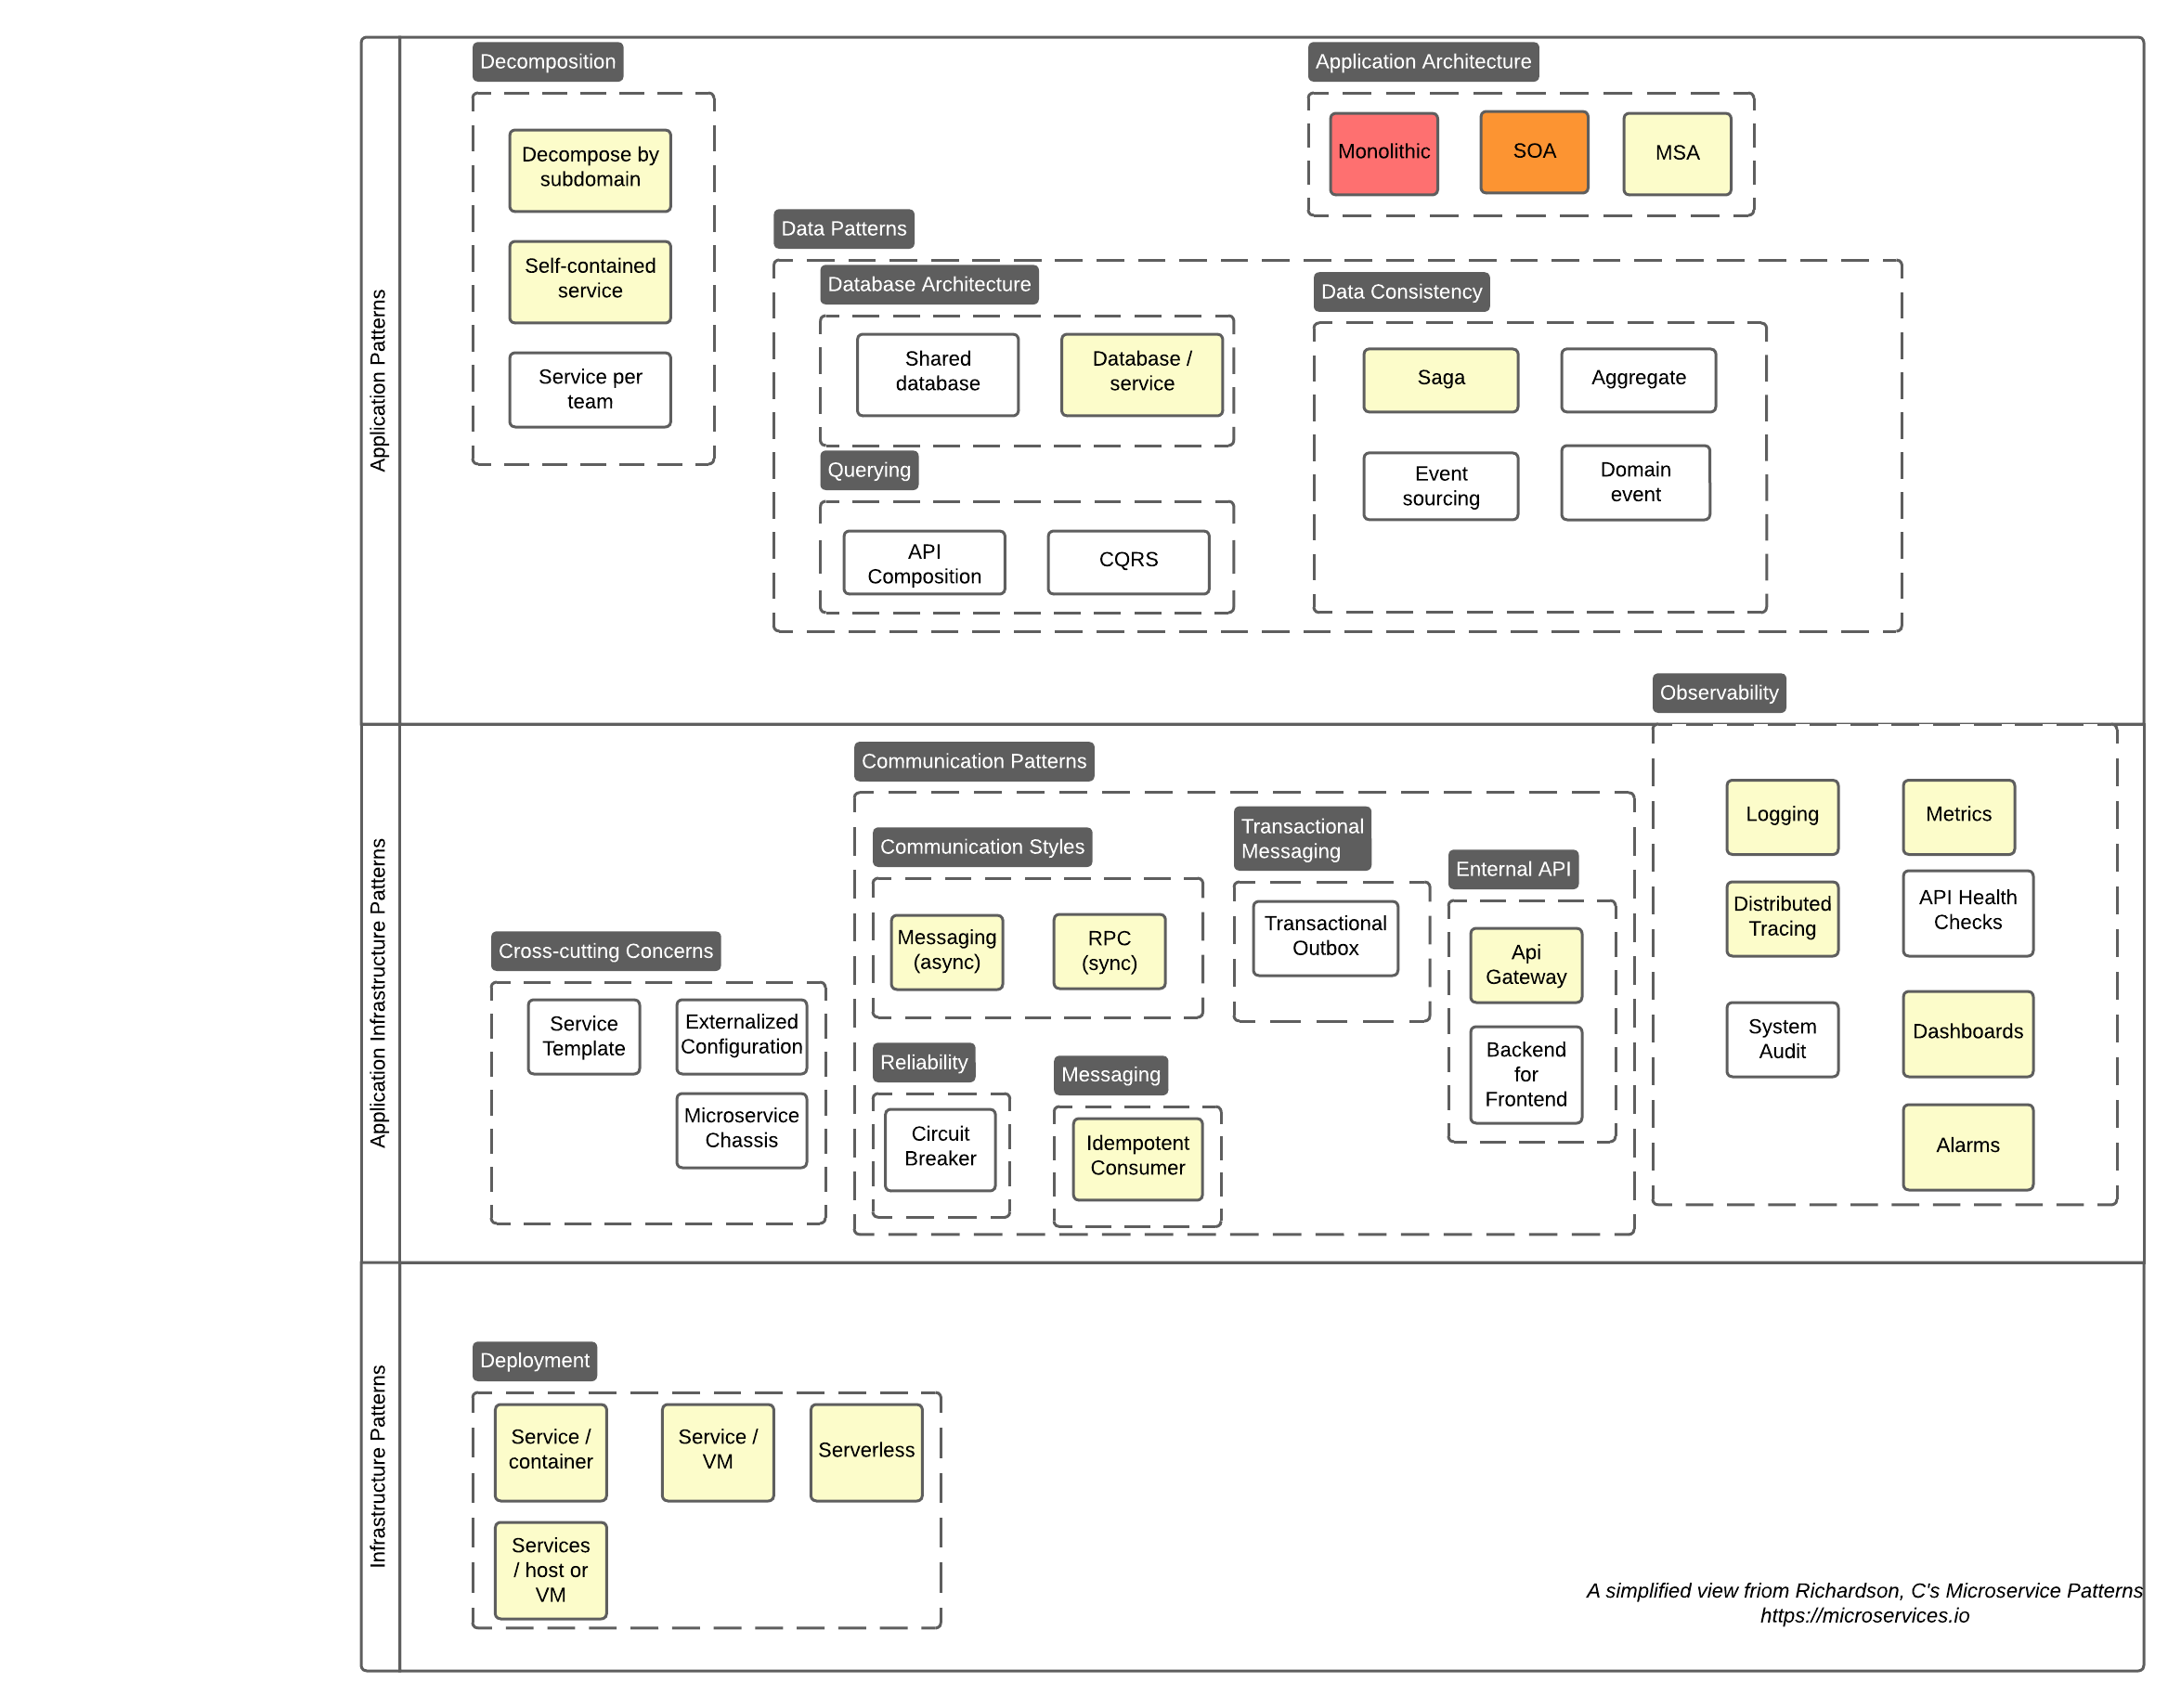 Application Patterns
Decomposition
Decompose by
subdomain
Self-contained
service
Service per
team
Application Architecture
Monolithic
SOA
MSA
Data Patterns
Database Architecture
Shared
database
Database /
service
Querying
API
Composition
CQRS
Data Consistency
Saga
Aggregate
Event
sourcing
Domain
event
Application Infrastructure Patterns
Cross-cutting Concerns
Service
Template
Externalized
Configuration
Microservice
Chassis
Communication Patterns
Communication Styles
Messaging
(async)
RPC
(sync)
Transactional
Messaging
Transactional
Outbox
Enternal API
Api
Gateway
Backend
for
Frontend
Reliability
Circuit
Breaker
Messaging
Idempotent
Consumer
Observability
Logging
Metrics
Distributed
Tracing
API Health
Checks
System
Audit
Dashboards
Alarms
Infrastructure Patterns
Deployment
Service /
container
Service /
VM
Serverless
Services
/ host or
VM
A simplified view friom Richardson, C's Microservice Patterns
https://microservices.io